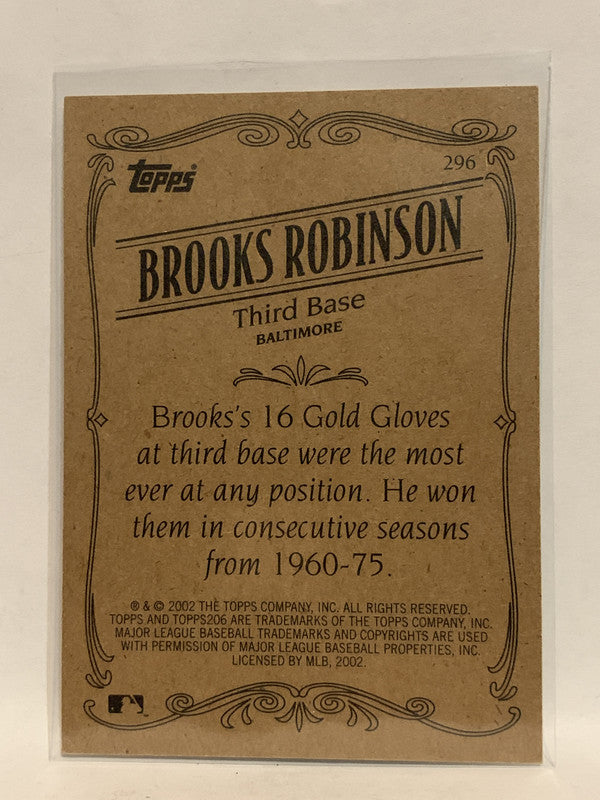 topps
296
BROOKS ROBINSON
Third Base
BALTIMORE
Brooks's 16 Gold Gloves
at third base were the most
ever at any position. He won
them in consecutive seasons
from 1960-75.
® & © 2002 THE TOPPS COMPANY, INC. ALL RIGHTS RESERVED.
TOPPS AND TOPPS206 ARE TRADEMARKS OF THE TOPPS COMPANY, INC.
MAJOR LEAGUE BASEBALL TRADEMARKS AND COPYRIGHTS ARE USED
WITH PERMISSION OF MAJOR LEAGUE BASEBALL PROPERTIES, INC.
LICENSED BY MLB, 2002.